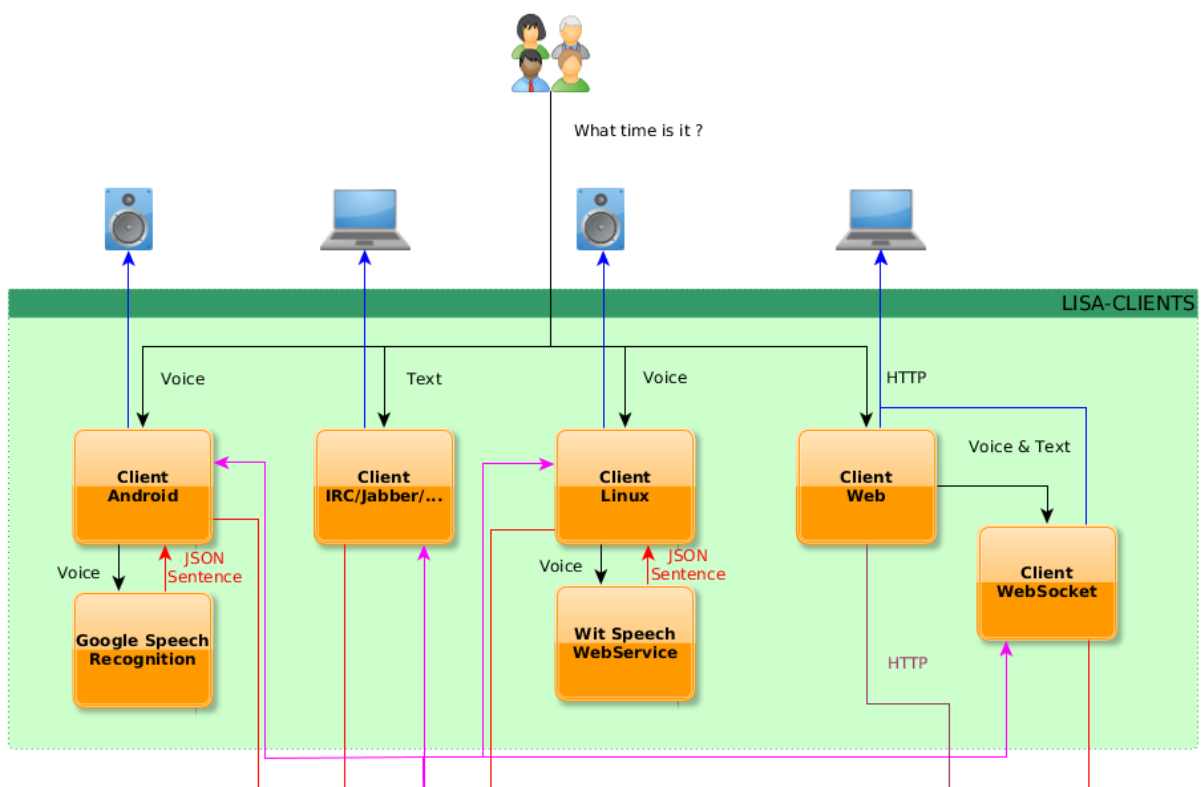 What time is it ?
LISA-CLIENTS
Voice
Text
Voice
HTTP
Client
Android
Client
IRC/Jabber/...
Client
Linux
Client
Web
Voice & Text
Voice
JSON
Sentence
Voice
JSON
Sentence
Client
WebSocket
Google Speech
Recognition
Wit Speech
WebService
HTTP